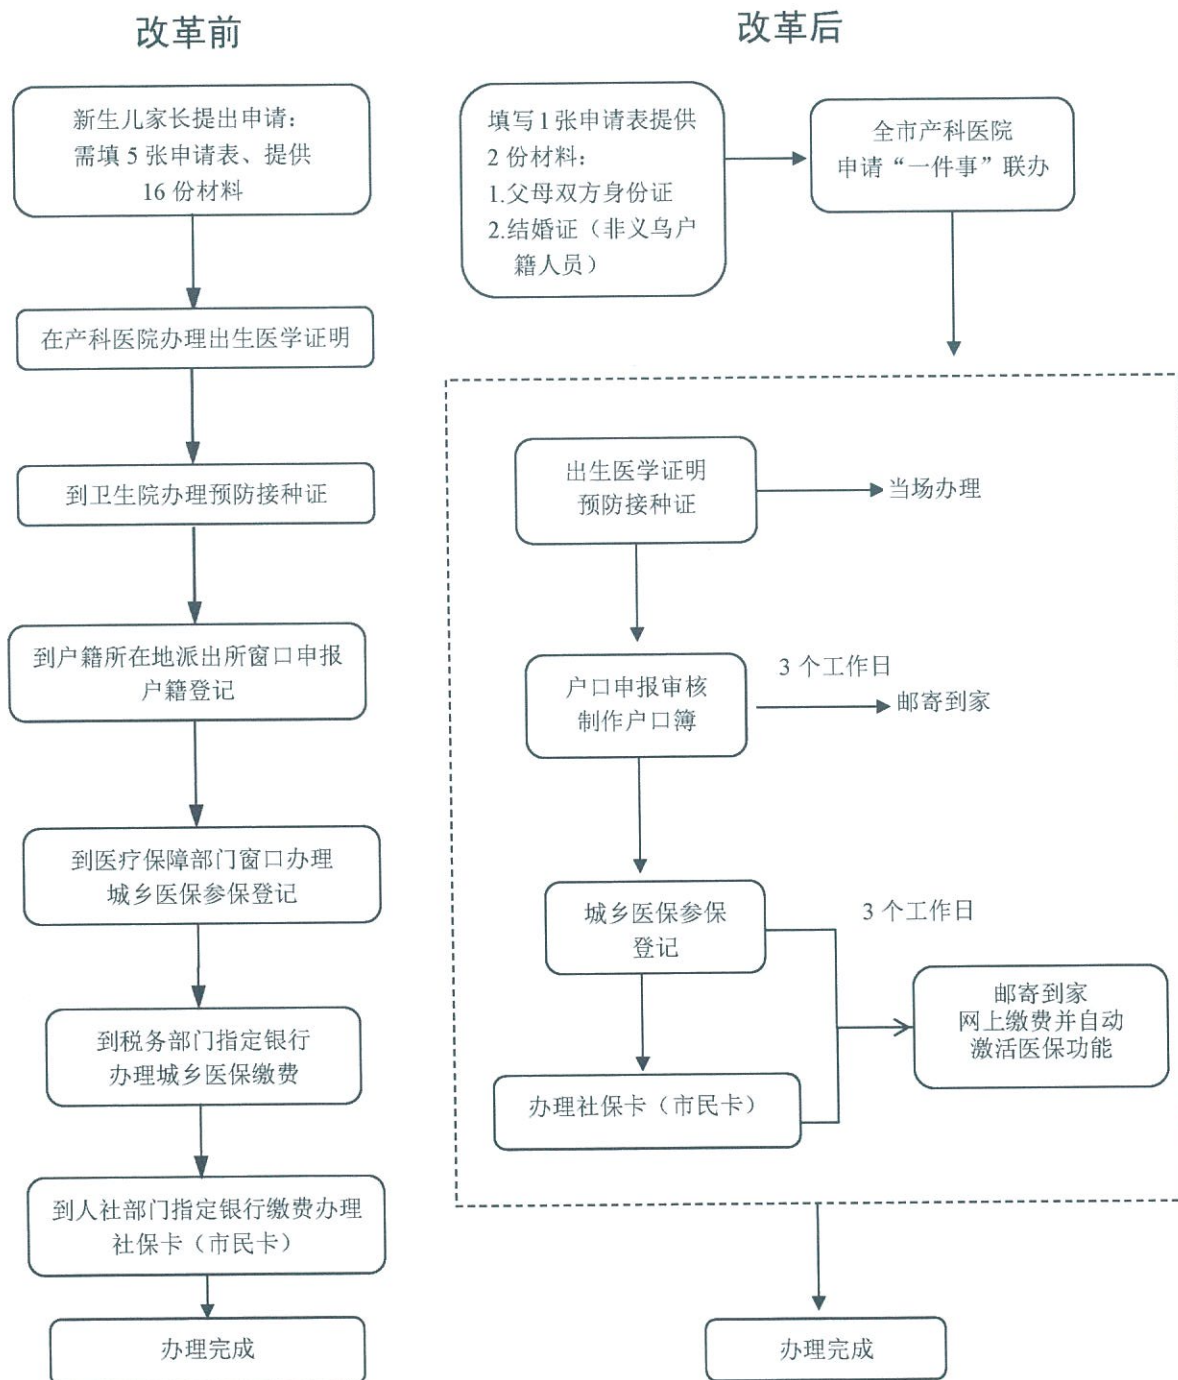 改革前
新生儿家长提出申请：
需填 5 张申请表、提供
16 份材料
在产科医院办理出生医学证明
到卫生院办理预防接种证
到户籍所在地派出所窗口申报
户籍登记
到医疗保障部门窗口办理
城乡医保参保登记
到税务部门指定银行
办理城乡医保缴费
到人社部门指定银行缴费办理
社保卡（市民卡）
办理完成
改革后
填写 1 张申请表提供
2 份材料：
1.父母双方身份证
2.结婚证（非义乌户
籍人员）
全市产科医院
申请“一件事”联办
出生医学证明
预防接种证
当场办理
户口申报审核
制作户口簿
3 个工作日
邮寄到家
城乡医保参保
登记
3 个工作日
办理社保卡（市民卡）
邮寄到家
网上缴费并自动
激活医保功能
办理完成